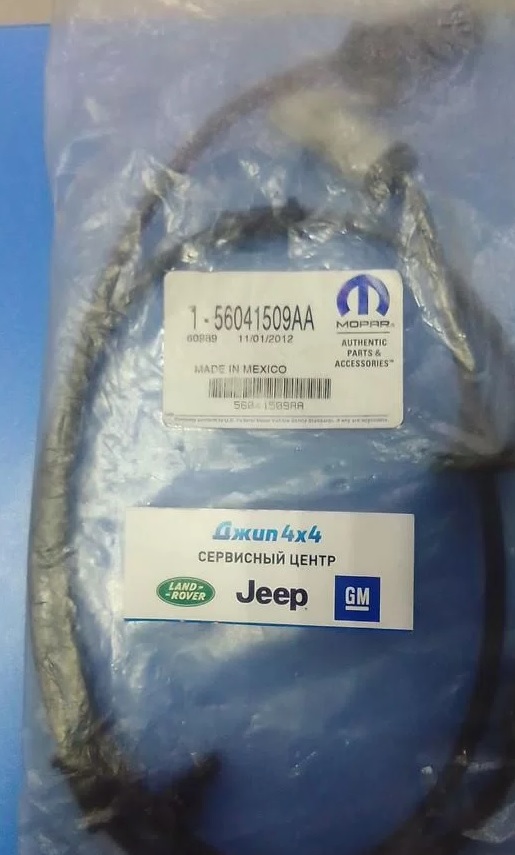 1 - 56041509AA
60989 11/01/2012
MOPAR®
AUTHENTIC
PARTS &
ACCESSORIES™
MADE IN MEXICO
56041509AA
Джип 4x4
СЕРВИСНЫЙ ЦЕНТР
LAND-
-ROVER
Jeep
GM